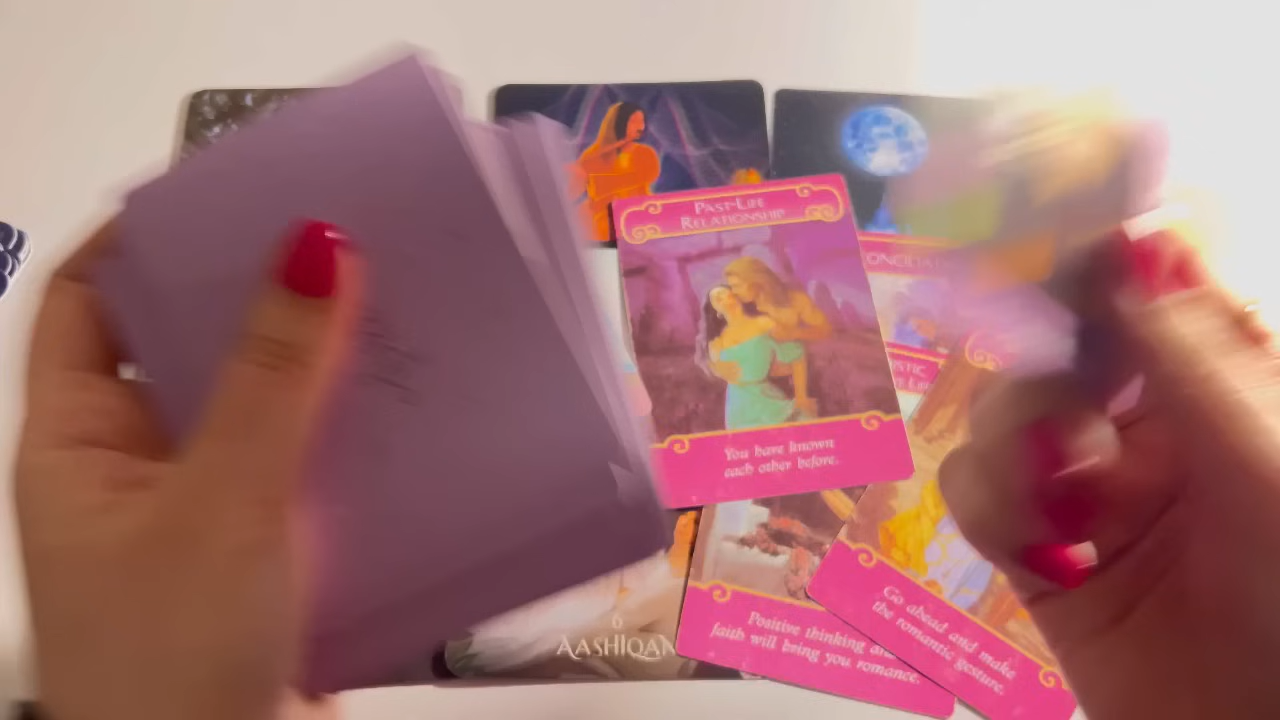 PAST-LIFE
RELATIONSHIP
You have known
each other before.
Go ahead and make
the romantic gesture.
Positive thinking
faith will bring you romance.
6
AASHIQAN